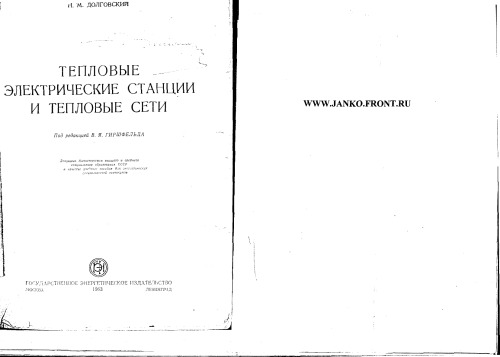 И. М. ДОЛГОВСКИЙ
ТЕПЛОВЫЕ
ЭЛЕКТРИЧЕСКИЕ СТАНЦИИ
И ТЕПЛОВЫЕ СЕТИ
Под редакцией В. Я. ГИРШФЕЛЬДА
ГОСУДАРСТВЕННОЕ ЭНЕРГЕТИЧЕСКОЕ ИЗДАТЕЛЬСТВО
МОСКВА 1963 ЛЕНИНГРАД
WWW.JANKO.FRONT.RU